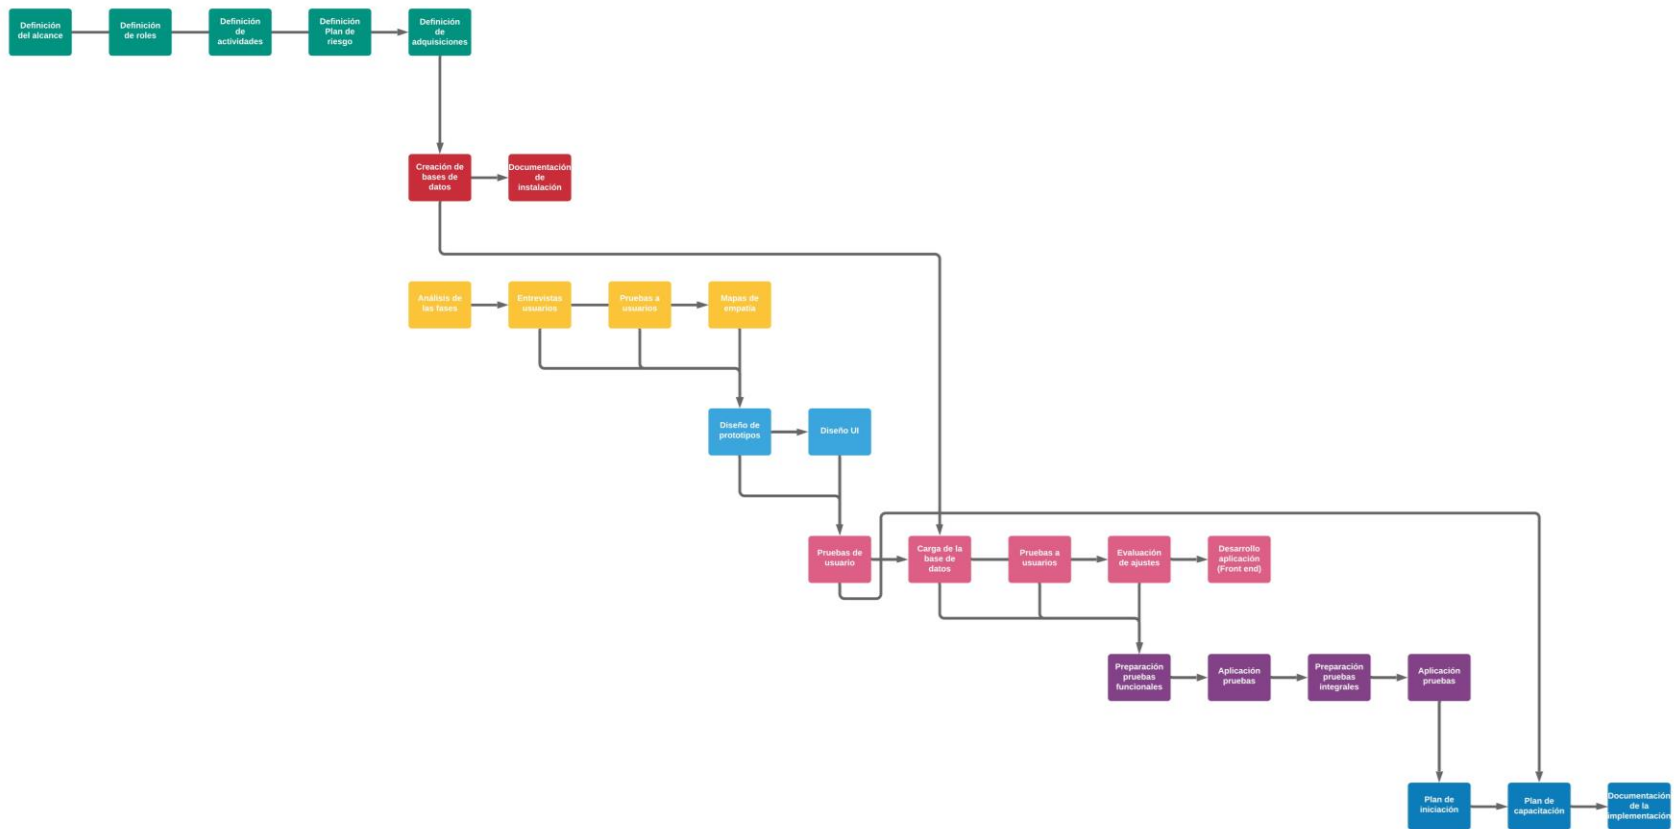 Definición
del alcance
Definición
de roles
Definición
de
actividades
Definición
Plan de
riesgo
Definición
de
adquisiciones
Creación de
bases de
datos
Documentación
de
instalación
Análisis de
las fases
Entrevistas
usuarios
Pruebas a
usuarios
Mapas de
empatía
Diseño de
prototipos
Diseño UI
Pruebas de
usuario
Carga de la
base de
datos
Pruebas a
usuarios
Evaluación
de ajustes
Desarrollo
aplicación
(Front end)
Preparación
pruebas
funcionales
Aplicación
pruebas
Preparación
pruebas
integrales
Aplicación
pruebas
Plan de
iniciación
Plan de
capacitación
Documentación
de la
implementación